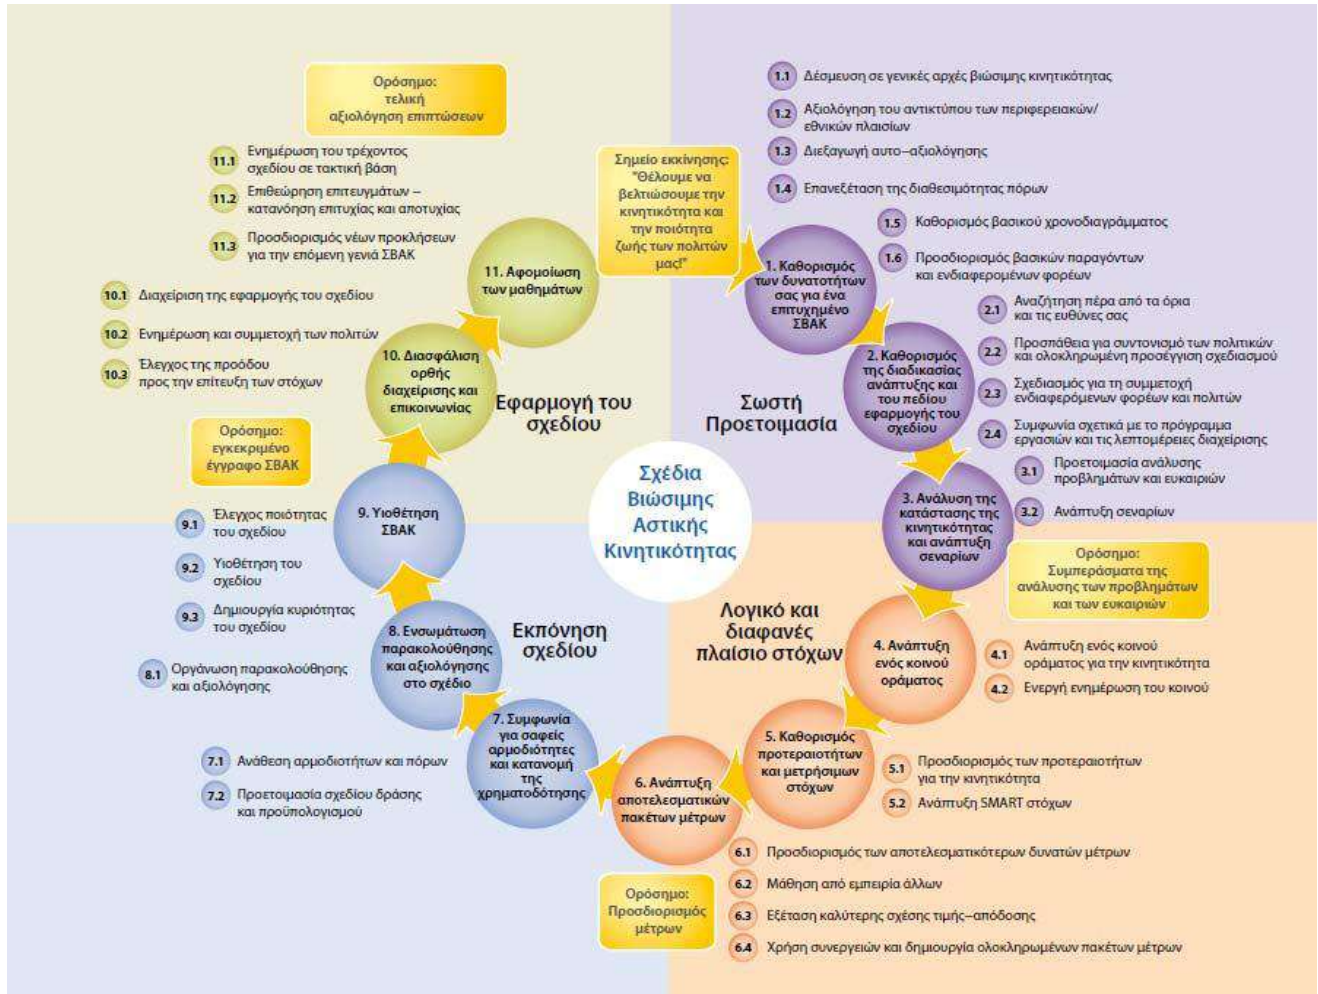 Ορόσημο:
τελική
αξιολόγηση επιπτώσεων
11.1 Ενημέρωση του τρέχοντος
σχεδίου σε τακτική βάση
11.2 Επιθεώρηση επιτευγμάτων –
κατανόηση επιτυχίας και αποτυχίας
11.3 Προσδιορισμός νέων προκλήσεων
για την επόμενη γενιά ΣΒΑΚ
11. Αφομοίωση
των μαθημάτων
10.1 Διαχείριση της εφαρμογής του σχεδίου
10.2 Ενημέρωση και συμμετοχή των πολιτών
10.3 Έλεγχος της προόδου
προς την επίτευξη των στόχων
10. Διασφάλιση
ορθής
διαχείρισης και
επικοινωνίας
Εφαρμογή του
σχεδίου
Σημείο εκκίνησης:
"Θέλουμε να
βελτιώσουμε την
κινητικότητα και
την ποιότητα
ζωής των πολιτών
μας!"
1.1 Δέσμευση σε γενικές αρχές βιώσιμης κινητικότητας
1.2 Αξιολόγηση του αντικτύπου των περιφερειακών/
εθνικών πλαισίων
1.3 Διεξαγωγή αυτο–αξιολόγησης
1.4 Επανεξέταση της διαθεσιμότητας πόρων
1.5 Καθορισμός βασικού χρονοδιαγράμματος
1.6 Προσδιορισμός βασικών παραγόντων
και ενδιαφερομένων φορέων
1. Καθορισμός
των δυνατοτήτων
σας για ένα
επιτυχημένο
ΣΒΑΚ
2.1 Αναζήτηση πέρα από τα όρια
και τις ευθύνες σας
2.2 Προσπάθεια για συντονισμό των πολιτικών
και ολοκληρωμένη προσέγγιση σχεδιασμού
2.3 Σχεδιασμός για τη συμμετοχή
ενδιαφερόμενων φορέων και πολιτών
2.4 Συμφωνία σχετικά με το πρόγραμμα
εργασιών και τις λεπτομέρειες διαχείρισης
2. Καθορισμός
της διαδικασίας
ανάπτυξης και
του πεδίου
εφαρμογής του
σχεδίου
Σωστή
Προετοιμασία
3.1 Προετοιμασία ανάλυσης
προβλημάτων και ευκαιριών
3.2 Ανάπτυξη σεναρίων
3. Ανάλυση της
κατάστασης της
κινητικότητας
και ανάπτυξη
σεναρίων
Ορόσημο:
Συμπεράσματα της
ανάλυσης των προβλημάτων
και των ευκαιριών
Σχέδια
Βιώσιμης
Αστικής
Κινητικότητας
Ορόσημο:
εγκεκριμένο
έγγραφο ΣΒΑΚ
9. Υιοθέτηση
ΣΒΑΚ
9.1 Έλεγχος ποιότητας
του σχεδίου
9.2 Υιοθέτηση του
σχεδίου
9.3 Δημιουργία κυριότητας
του σχεδίου
8. Ενσωμάτωση
παρακολούθησης
και αξιολόγησης
στο σχέδιο
8.1 Οργάνωση παρακολούθησης
και αξιολόγησης
Εκπόνηση
σχεδίου
7. Συμφωνία
για σαφείς
αρμοδιότητες
και κατανομή
της
χρηματοδότησης
7.1 Ανάθεση αρμοδιοτήτων και πόρων
7.2 Προετοιμασία σχεδίου δράσης
και προϋπολογισμού
Λογικό και
διαφανές
πλαίσιο στόχων
4. Ανάπτυξη
ενός κοινού
οράματος
4.1 Ανάπτυξη ενός κοινού
οράματος για την κινητικότητα
4.2 Ενεργή ενημέρωση του κοινού
5. Καθορισμός
προτεραιοτήτων
και μετρήσιμων
στόχων
5.1 Προσδιορισμός των προτεραιοτήτων
για την κινητικότητα
5.2 Ανάπτυξη SMART στόχων
6. Ανάπτυξη
αποτελεσματικών
πακέτων μέτρων
6.1 Προσδιορισμός των αποτελεσματικότερων δυνατών μέτρων
6.2 Μάθηση από εμπειρία άλλων
6.3 Εξέταση καλύτερης σχέσης τιμής–απόδοσης
6.4 Χρήση συνεργειών και δημιουργία ολοκληρωμένων πακέτων μέτρων
Ορόσημο:
Προσδιορισμός
μέτρων